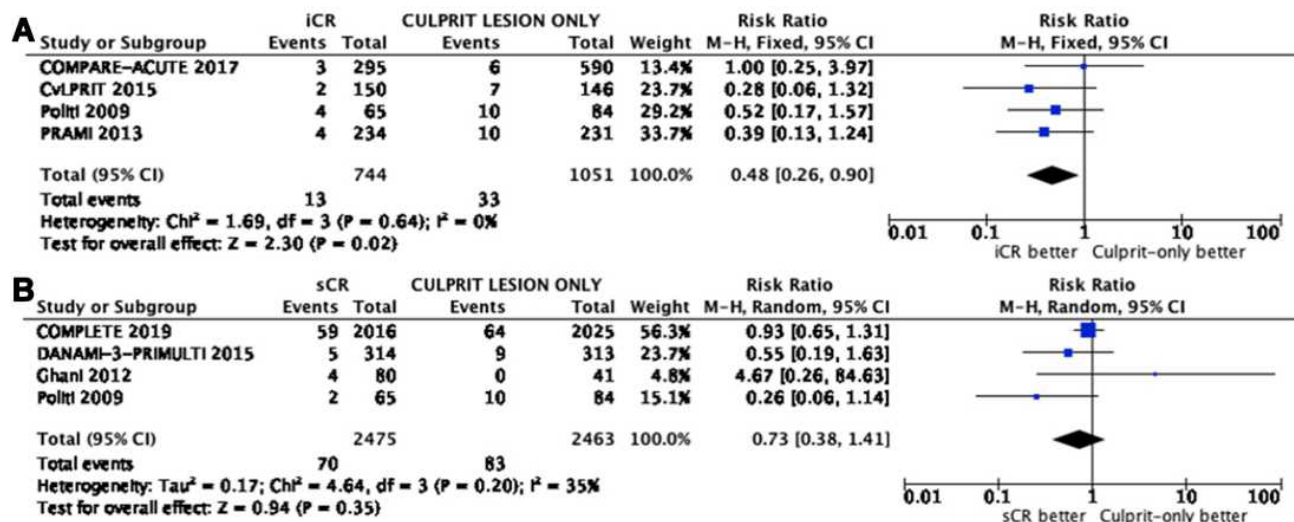 A
iCR CULPRIT LESION ONLY Risk Ratio Risk Ratio
Study or Subgroup Events Total Events Total Weight M-H, Fixed, 95% CI M-H, Fixed, 95% CI
COMPARE-ACUTE 2017 3 295 6 590 13.4% 1.00 [0.25, 3.97]
CvLPRIT 2015 2 150 7 146 23.7% 0.28 [0.06, 1.32]
Politi 2009 4 65 10 84 29.2% 0.52 [0.17, 1.57]
PRAMI 2013 4 234 10 231 33.7% 0.39 [0.13, 1.24]
Total (95% CI) 744 1051 100.0% 0.48 [0.26, 0.90]
Total events 13 33
Heterogeneity: Chi² = 1.69, df = 3 (P = 0.64); I² = 0%
Test for overall effect: Z = 2.30 (P = 0.02)
0.01 0.1 1 10 100
iCR better Culprit-only better
B
sCR CULPRIT LESION ONLY Risk Ratio Risk Ratio
Study or Subgroup Events Total Events Total Weight M-H, Random, 95% CI M-H, Random, 95% CI
COMPLETE 2019 59 2016 64 2025 56.3% 0.93 [0.65, 1.31]
DANAMI-3-PRIMULTI 2015 5 314 9 313 23.7% 0.55 [0.19, 1.63]
Ghani 2012 4 80 0 41 4.8% 4.67 [0.26, 84.63]
Politi 2009 2 65 10 84 15.1% 0.26 [0.06, 1.14]
Total (95% CI) 2475 2463 100.0% 0.73 [0.38, 1.41]
Total events 70 83
Heterogeneity: Tau² = 0.17; Chi² = 4.64, df = 3 (P = 0.20); I² = 35%
Test for overall effect: Z = 0.94 (P = 0.35)
0.01 0.1 1 10 100
sCR better Culprit-only better